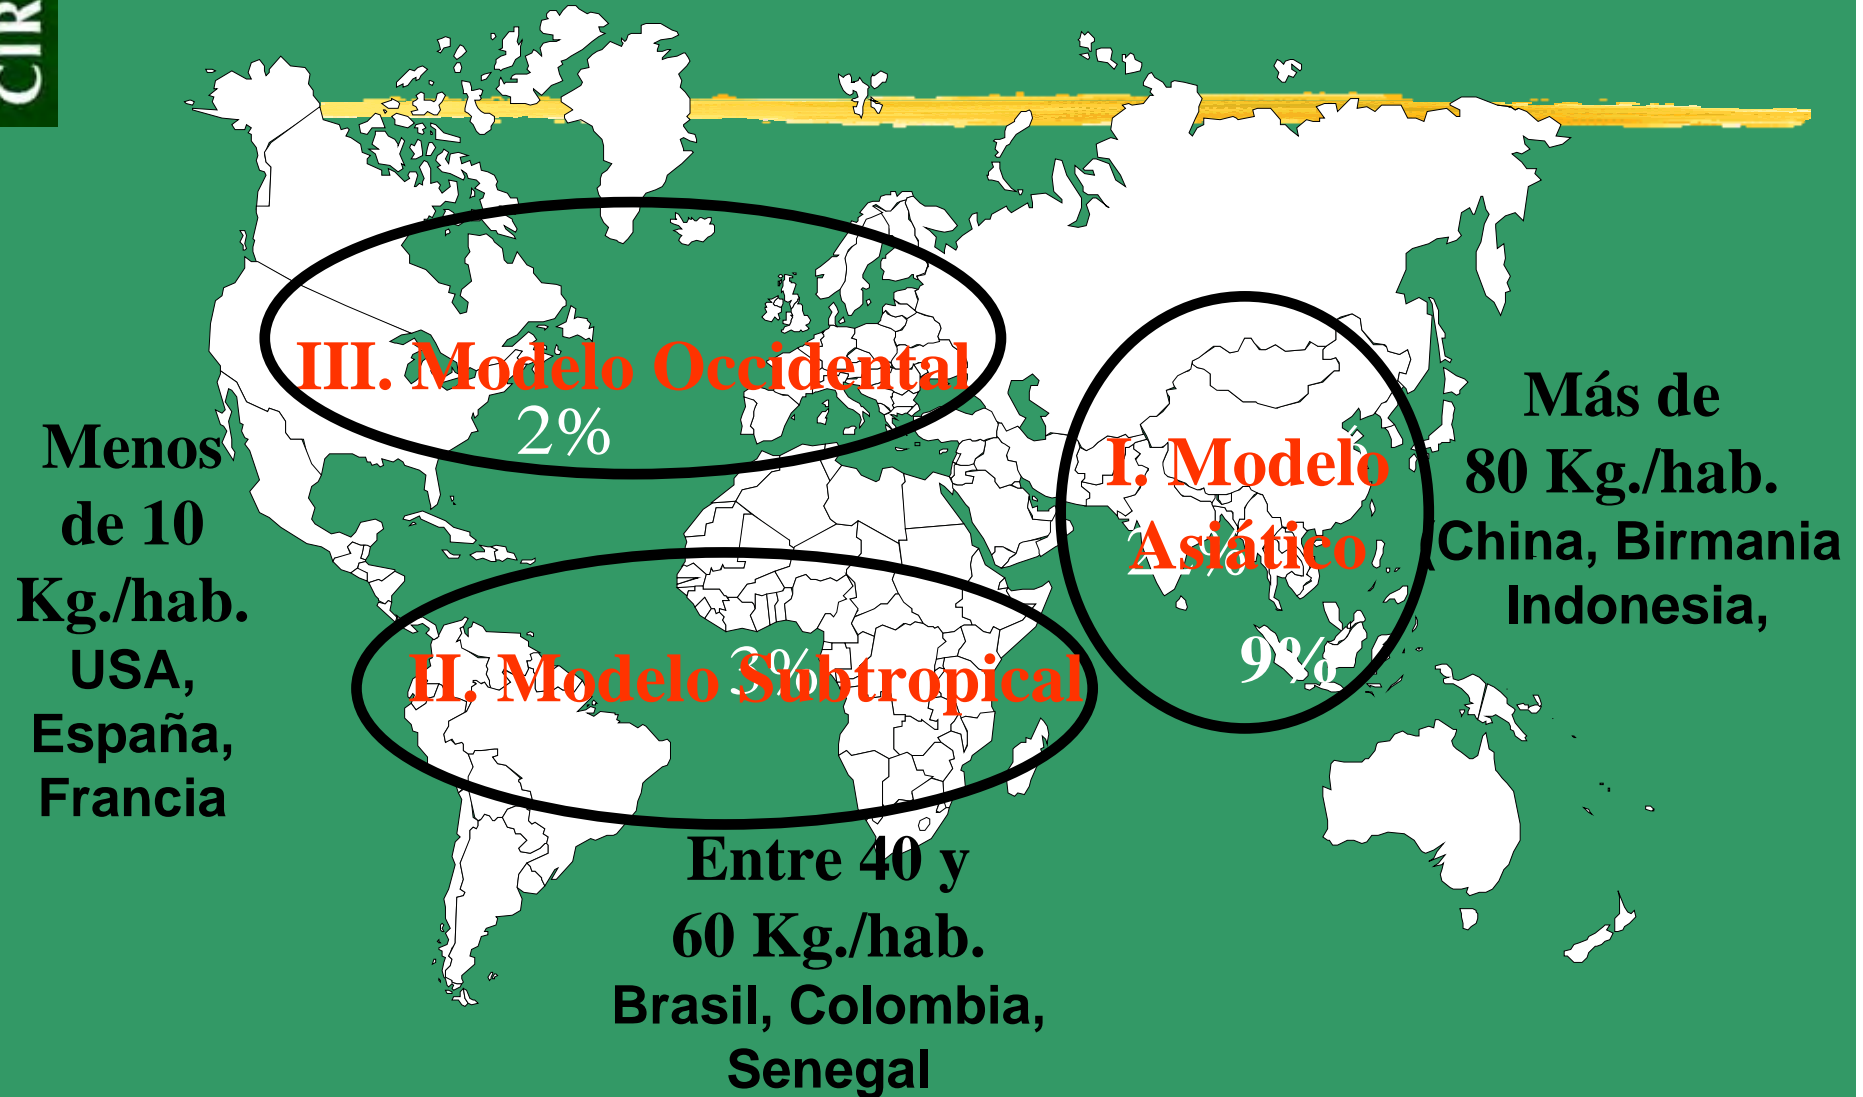 CIR
III. Modelo Occidental
2%
Menos
de 10
Kg./hab.
USA,
España,
Francia
I. Modelo
Asiático
9%
Más de
80 Kg./hab.
(China, Birmania
Indonesia,
II. Modelo Subtropical
3%
Entre 40 y
60 Kg./hab.
Brasil, Colombia,
Senegal